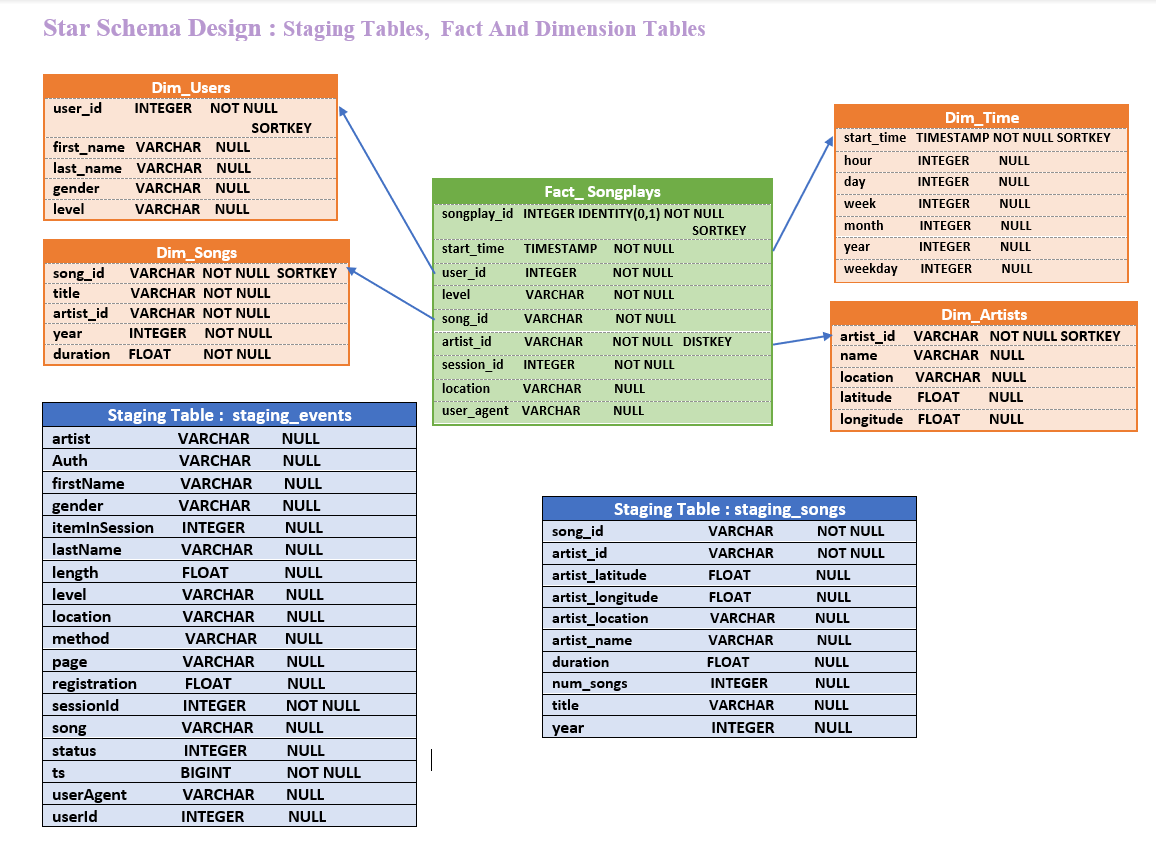 Star Schema Design : Staging Tables, Fact And Dimension Tables
Dim_Users
user_id INTEGER NOT NULL
SORTKEY
first_name VARCHAR NULL
last_name VARCHAR NULL
gender VARCHAR NULL
level VARCHAR NULL
Dim_Songs
song_id VARCHAR NOT NULL SORTKEY
title VARCHAR NOT NULL
artist_id VARCHAR NOT NULL
year INTEGER NOT NULL
duration FLOAT NOT NULL
Fact_ Songplays
songplay_id INTEGER IDENTITY(0,1) NOT NULL
SORTKEY
start_time TIMESTAMP NOT NULL
user_id INTEGER NOT NULL
level VARCHAR NOT NULL
song_id VARCHAR NOT NULL
artist_id VARCHAR NOT NULL DISTKEY
session_id INTEGER NOT NULL
location VARCHAR NULL
user_agent VARCHAR NULL
Dim_Time
start_time TIMESTAMP NOT NULL SORTKEY
hour INTEGER NULL
day INTEGER NULL
week INTEGER NULL
month INTEGER NULL
year INTEGER NULL
weekday INTEGER NULL
Dim_Artists
artist_id VARCHAR NOT NULL SORTKEY
name VARCHAR NULL
location VARCHAR NULL
latitude FLOAT NULL
longitude FLOAT NULL
Staging Table : staging_events
artist VARCHAR NULL
Auth VARCHAR NULL
firstName VARCHAR NULL
gender VARCHAR NULL
itemInSession INTEGER NULL
lastName VARCHAR NULL
length FLOAT NULL
level VARCHAR NULL
location VARCHAR NULL
method VARCHAR NULL
page VARCHAR NULL
registration FLOAT NULL
sessionId INTEGER NOT NULL
song VARCHAR NULL
status INTEGER NULL
ts BIGINT NOT NULL
userAgent VARCHAR NULL
userId INTEGER NULL
Staging Table : staging_songs
song_id VARCHAR NOT NULL
artist_id VARCHAR NOT NULL
artist_latitude FLOAT NULL
artist_longitude FLOAT NULL
artist_location VARCHAR NULL
artist_name VARCHAR NULL
duration FLOAT NULL
num_songs INTEGER NULL
title VARCHAR NULL
year INTEGER NULL